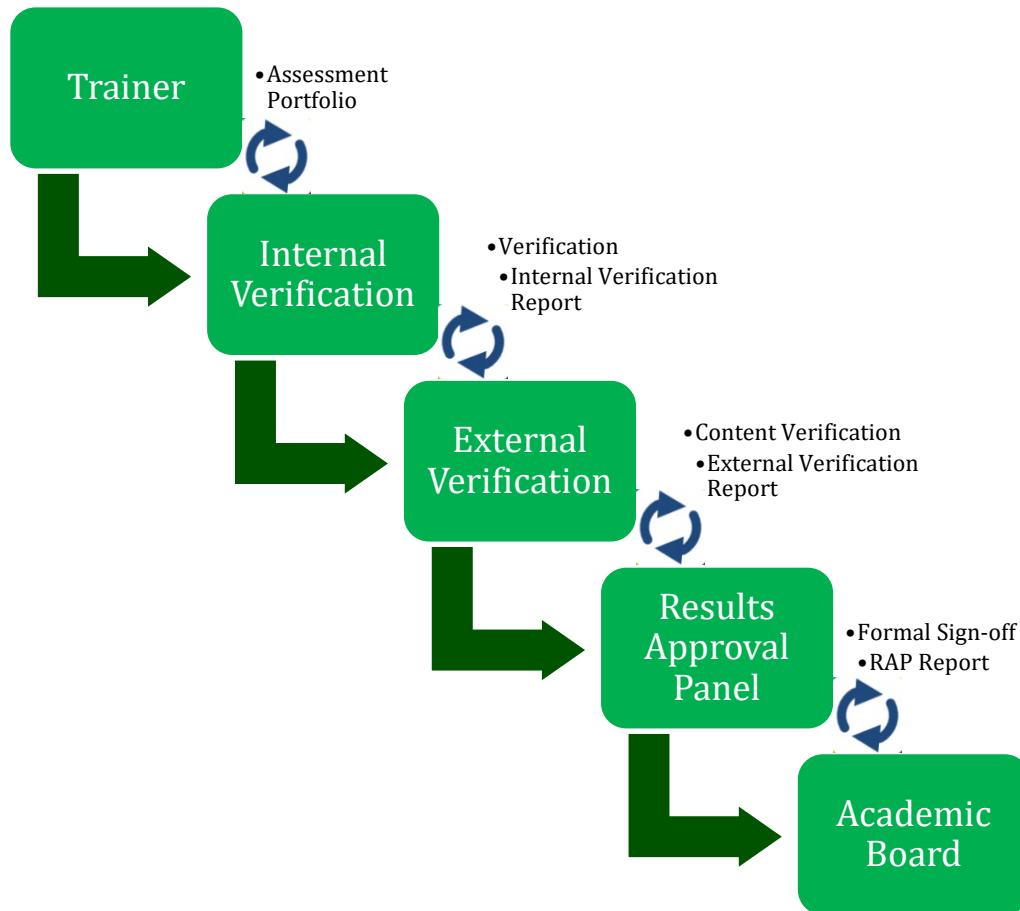 Trainer
•Assessment
Portfolio
Internal
Verification
•Verification
•Internal Verification
Report
External
Verification
•Content Verification
•External Verification
Report
Results
Approval
Panel
•Formal Sign-off
•RAP Report
Academic
Board